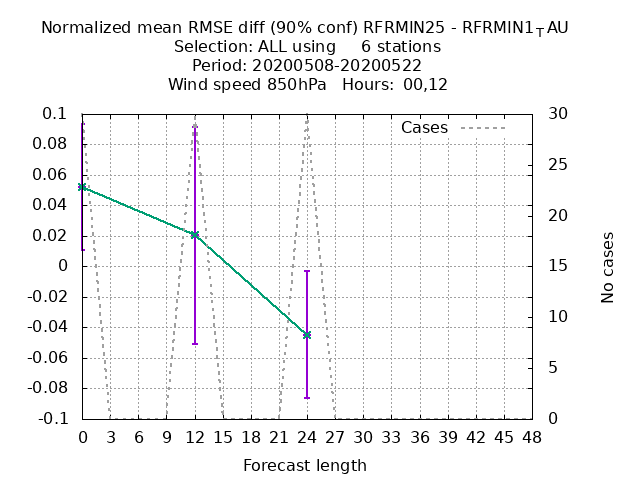 Normalized mean RMSE diff (90% conf) RFRMIN25 - RFRMIN1_TAU
Selection: ALL using 6 stations
Period: 20200508-20200522
Wind speed 850hPa Hours: 00,12
Cases
0.1
0.08
0.06
0.04
0.02
0
-0.02
-0.04
-0.06
-0.08
-0.1
30
25
20
15
10
5
0
No cases
0 3 6 9 12 15 18 21 24 27 30 33 36 39 42 45 48
Forecast length